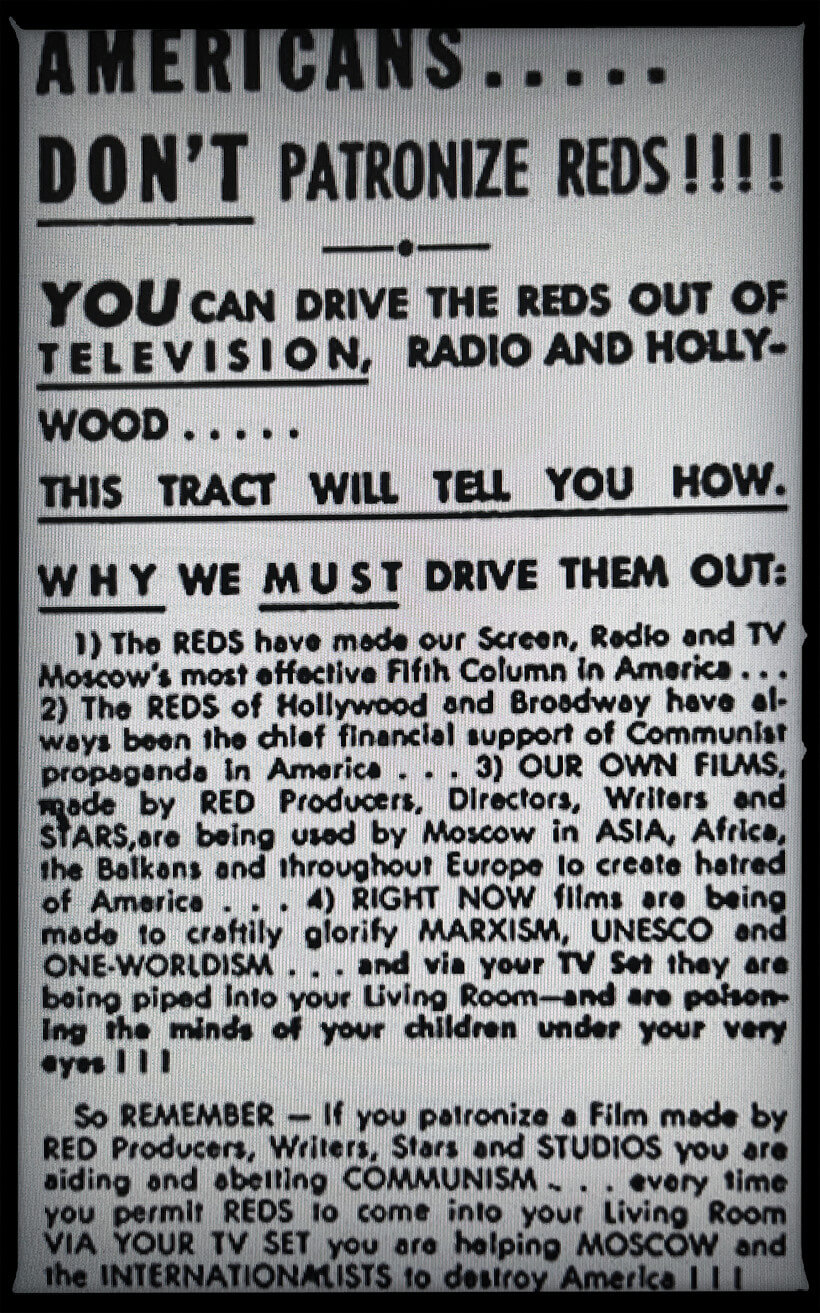 AMERICANS.....
DON'T PATRONIZE REDS!!!!
YOU CAN DRIVE THE REDS OUT OF
TELEVISION, RADIO AND HOLLY-
WOOD.....
THIS TRACT WILL TELL YOU HOW.
WHY WE MUST DRIVE THEM OUT:
1) The REDS have made our Screen, Radio and TV
Moscow's most effective Fifth Column in America...
2) The REDS of Hollywood and Broadway have al-
ways been the chief financial support of Communist
propaganda in America . . . 3) OUR OWN FILMS,
made by RED Producers, Directors, Writers and
STARS,are being used by Moscow in ASIA, Africa,
the Balkans and throughout Europe to create hatred
of America . . . 4) RIGHT NOW films are being
made to craftily glorify MARXISM, UNESCO and
ONE-WORLDISM . . . and via your TV Set they are
being piped into your Living Room—and are poison-
ing the minds of your children under your very
eyes ! ! !
So REMEMBER — If you patronize a Film made by
RED Producers, Writers, Stars and STUDIOS you are
aiding and abetting COMMUNISM . . . every time
you permit REDS to come into your Living Room
VIA YOUR TV SET you are helping MOSCOW and
the INTERNATIONALISTS to destroy America ! ! !